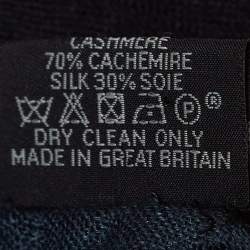 CASHMERE
70% CACHEMIRE
SILK 30% SOIE
P®
DRY CLEAN ONLY
MADE IN GREAT BRITAIN